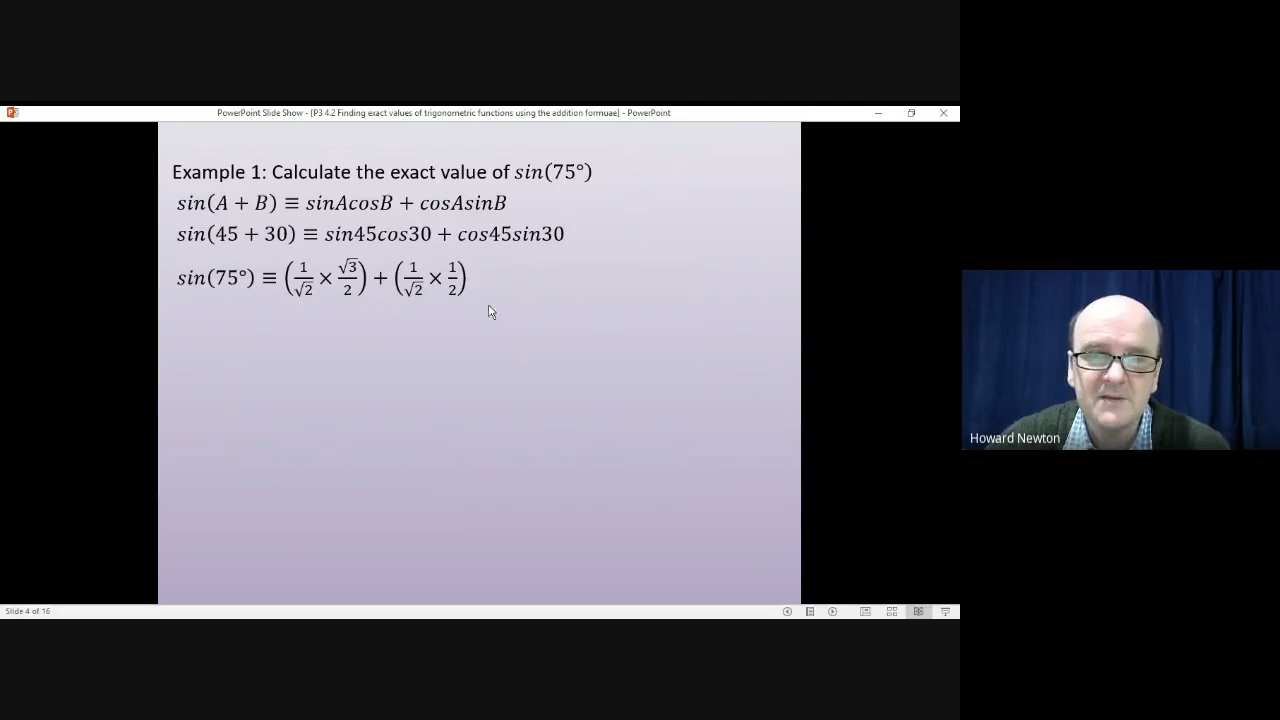 PowerPoint Slide Show - [P3 4.2 Finding exact values of trigonometric functions using the addition formuae] - PowerPoint
Example 1: Calculate the exact value of sin(75°)
sin(A + B) ≡ sinAcosB + cosAsinB
sin(45 + 30) ≡ sin45cos30 + cos45sin30
sin(75°) ≡ (1/√2 × √3/2) + (1/√2 × 1/2)
Howard Newton
Slide 4 of 16